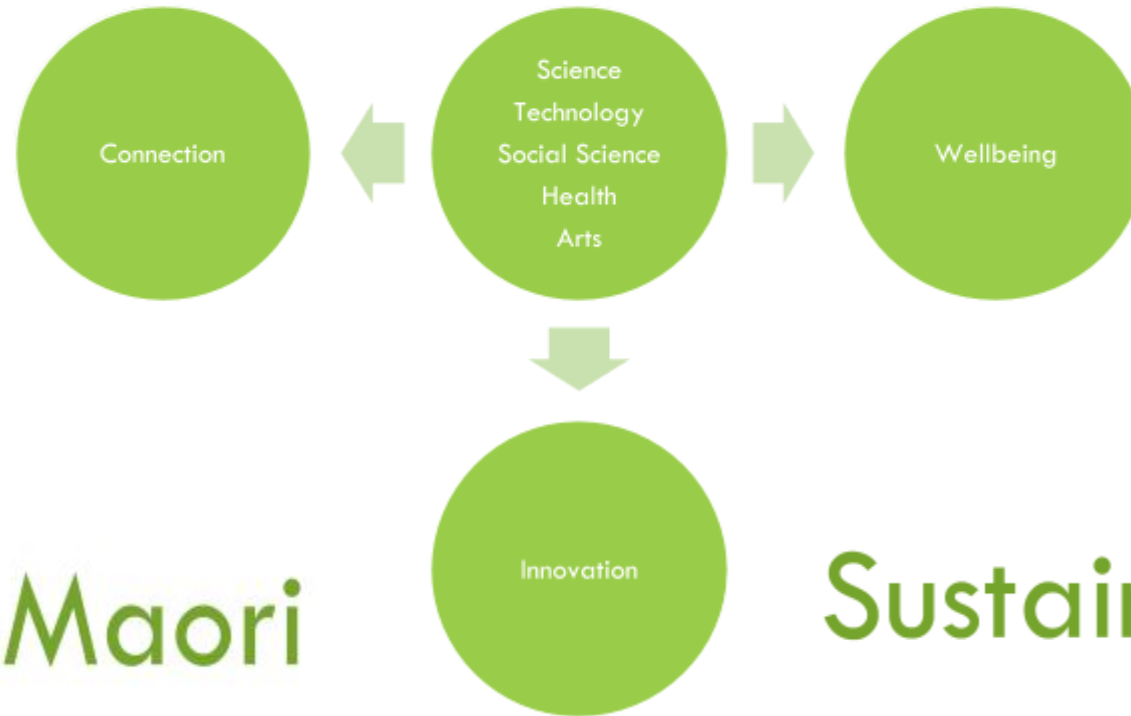 Connection
Science
Technology
Social Science
Health
Arts
Wellbeing
Innovation
Maori